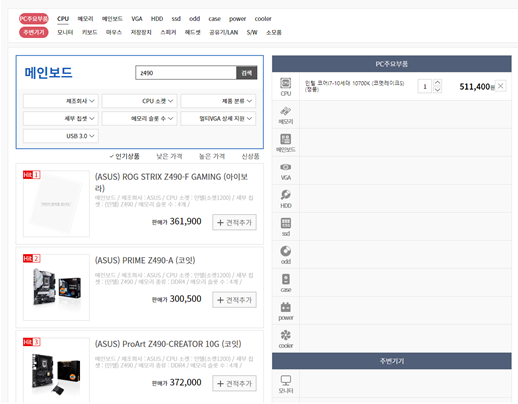 PC주요부품 CPU 메모리 메인보드 VGA HDD ssd odd case power cooler
주변기기 모니터 키보드 마우스 저장장치 스피커 헤드셋 공유기/LAN S/W 소모품
메인보드 z490 검색
제조회사 CPU 소켓 제품 분류
세부 칩셋 메모리 슬롯 수 멀티VGA 상세 지원
USB 3.0
✓ 인기상품 낮은 가격 높은 가격 신상품
Hit 1
(ASUS) ROG STRIX Z490-F GAMING (아이보
라)
메인보드 / 제조회사 : ASUS / CPU 소켓 : 인텔(소켓1200) / 세부 칩
셋 : (인텔) Z490 / 메모리 슬롯 수 : 4개 /
판매가 361,900 + 견적추가
Hit 2
(ASUS) PRIME Z490-A (코잇)
메인보드 / 제조회사 : ASUS / CPU 소켓 : 인텔(소켓1200) / 세부 칩
셋 : (인텔) Z490 / 메모리 종류 : DDR4 / 메모리 슬롯 수 : 4개 /
판매가 300,500 + 견적추가
Hit 3
(ASUS) ProArt Z490-CREATOR 10G (코잇)
메인보드 / 제조회사 : ASUS / CPU 소켓 : 인텔(소켓1200) / 세부 칩
셋 : (인텔) Z490 / 메모리 종류 : DDR4 / 메모리 슬롯 수 : 4개 /
판매가 372,000 + 견적추가
PC주요부품
CPU 인텔 코어i7-10세대 10700K (코멧레이크S)
(정품) 1 511,400원
메모리
메인보드
VGA
HDD
ssd
odd
case
power
cooler
주변기기
모니터